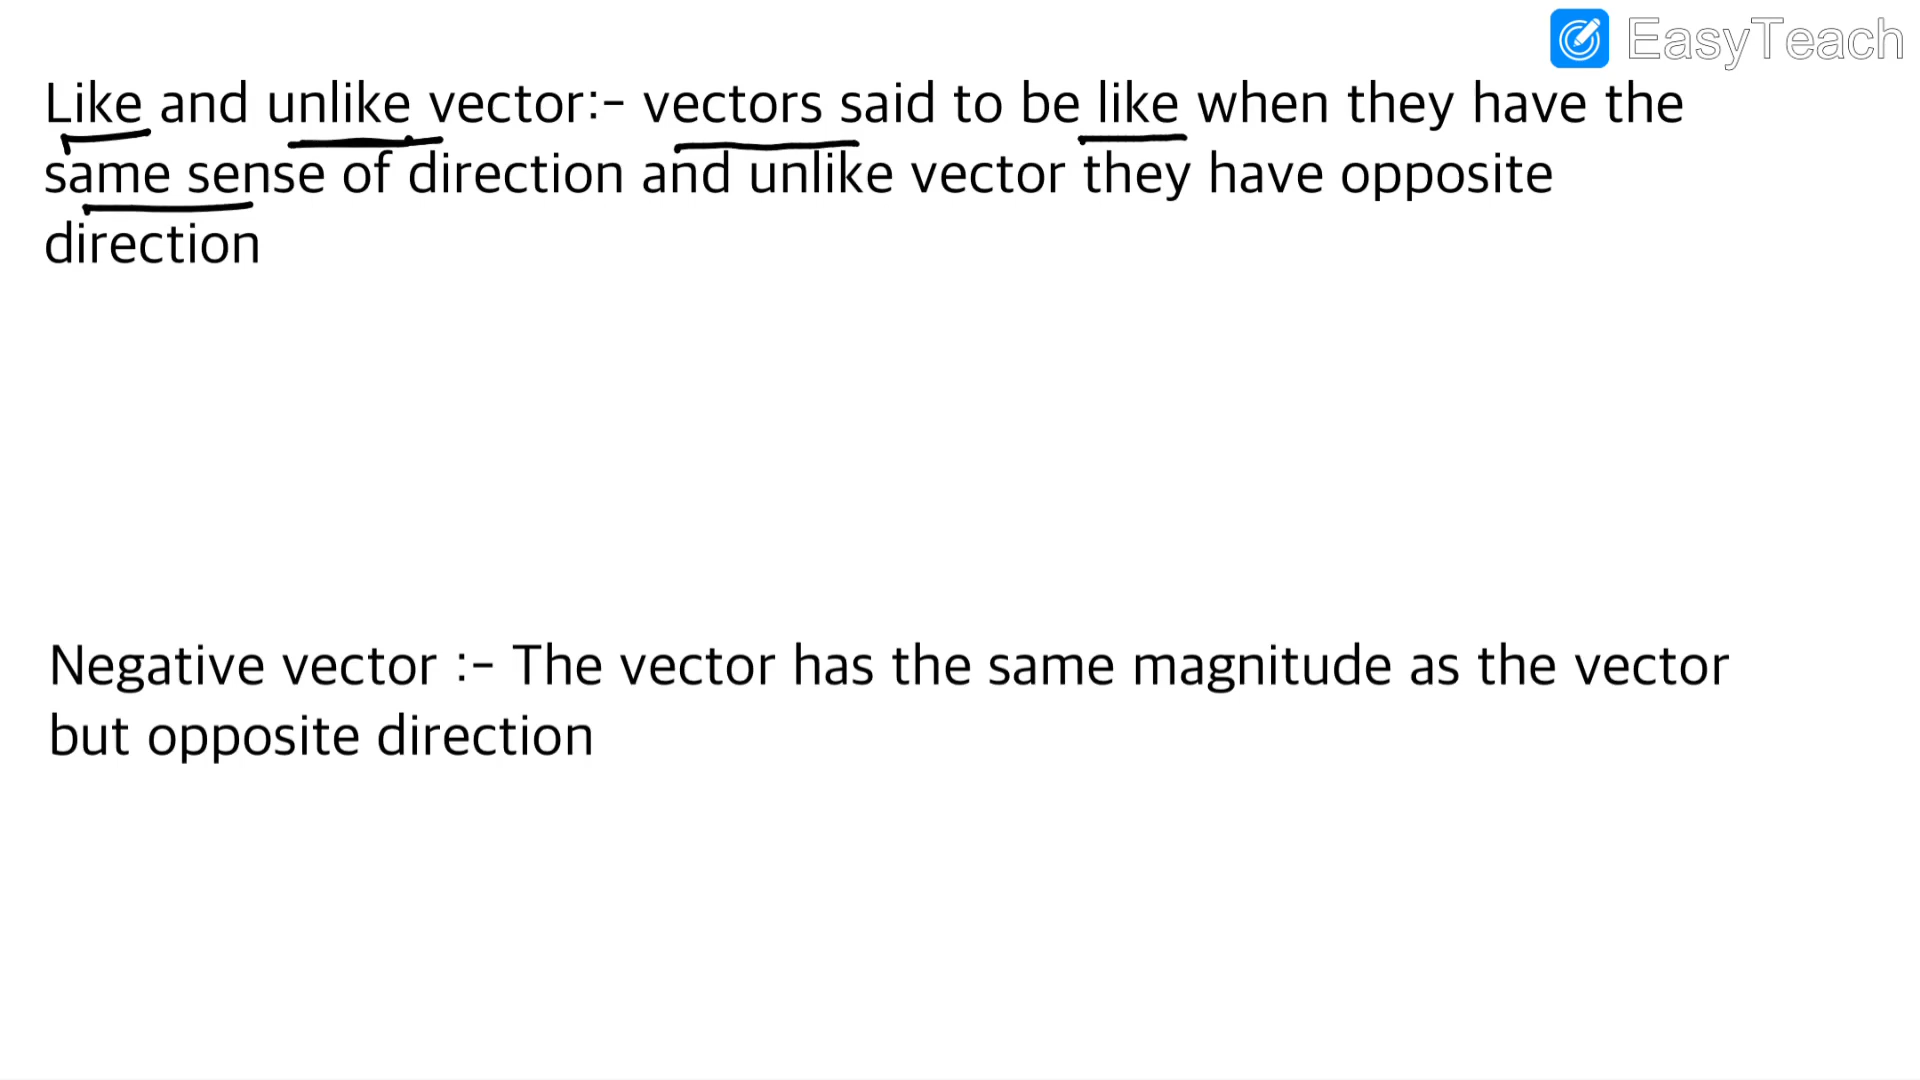 EasyTeach
Like and unlike vector:- vectors said to be like when they have the
same sense of direction and unlike vector they have opposite
direction
Negative vector :- The vector has the same magnitude as the vector
but opposite direction